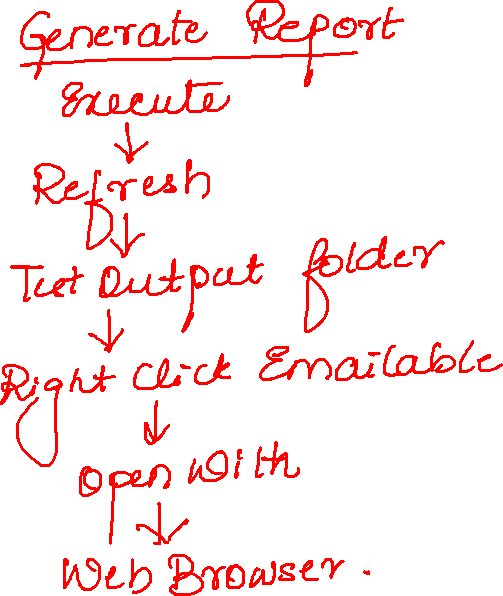 Generate Report
Execute
↓
Refresh
↓
Test Output folder
↓
Right Click Emailable
↓
Open With
↓
Web Browser.